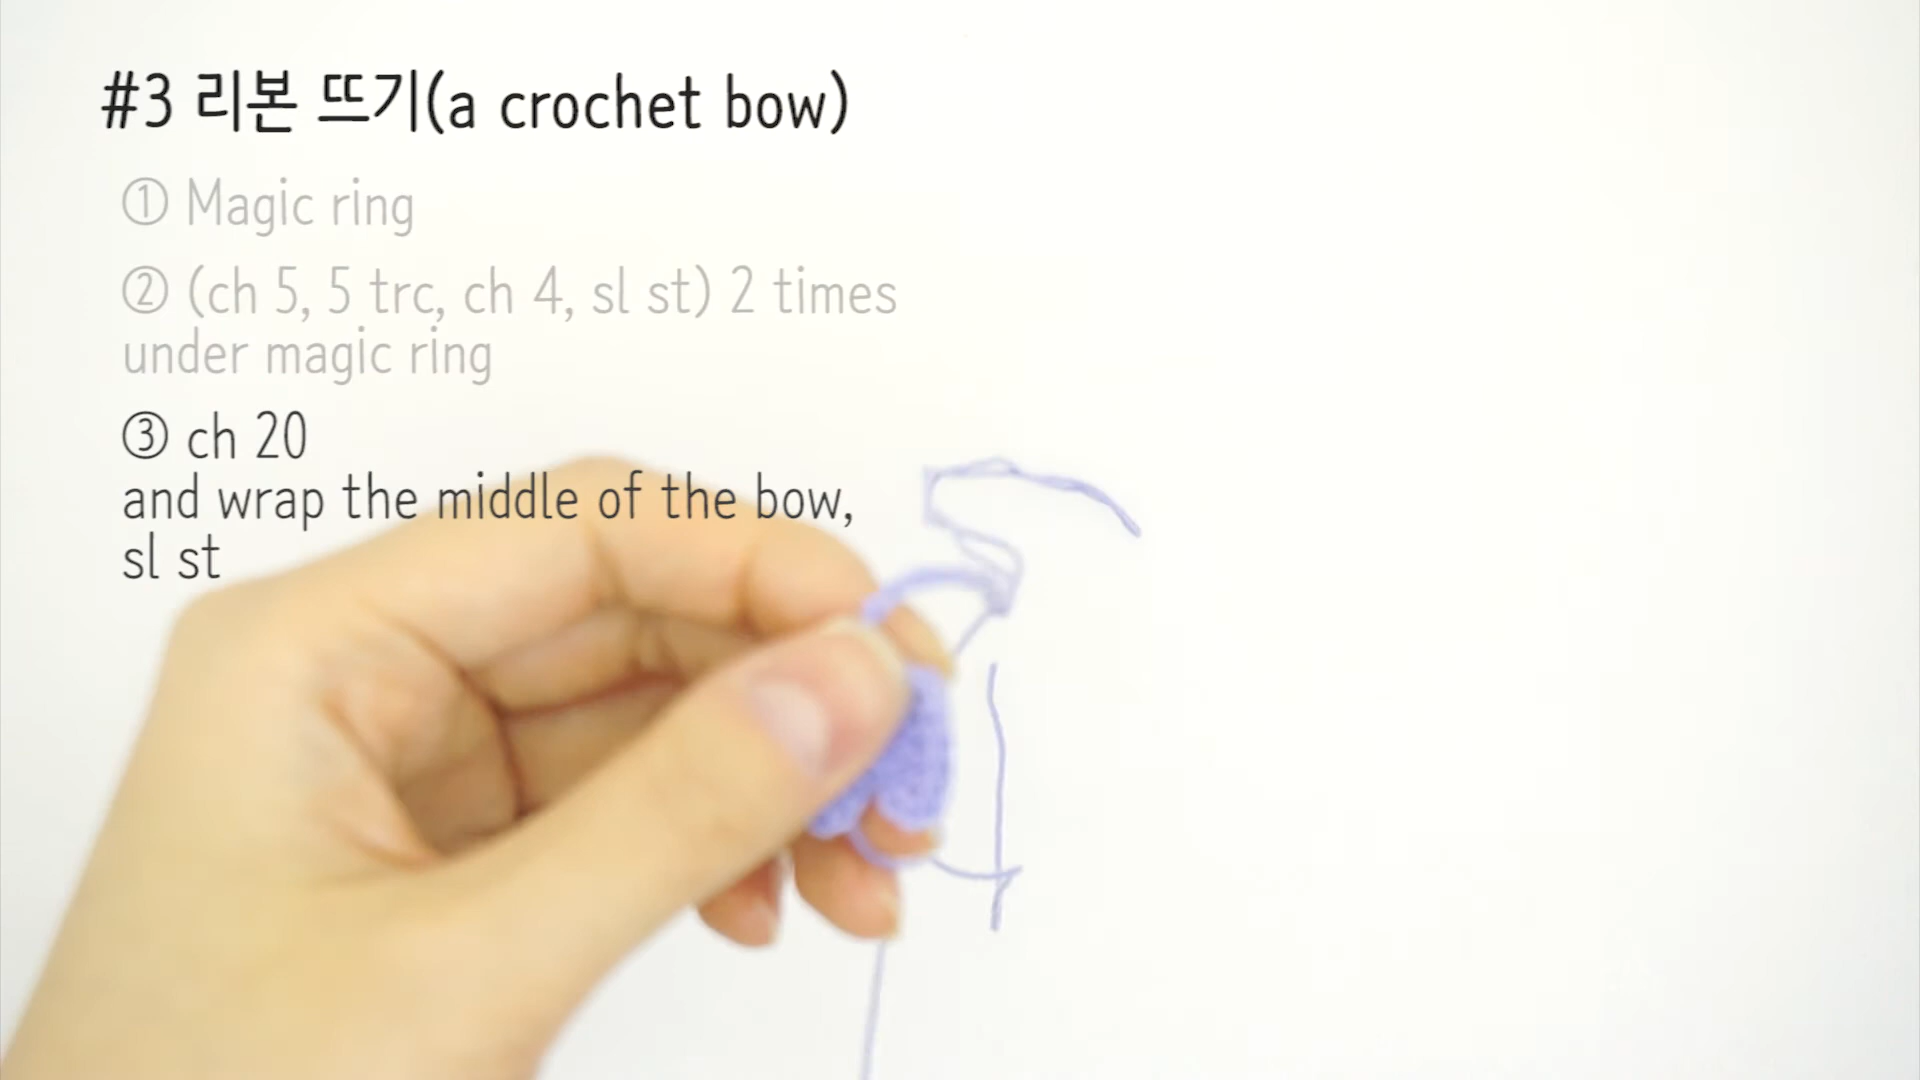 #3 리본 뜨기(a crochet bow)
① Magic ring
② (ch 5, 5 trc, ch 4, sl st) 2 times
under magic ring
③ ch 20
and wrap the middle of the bow,
sl st